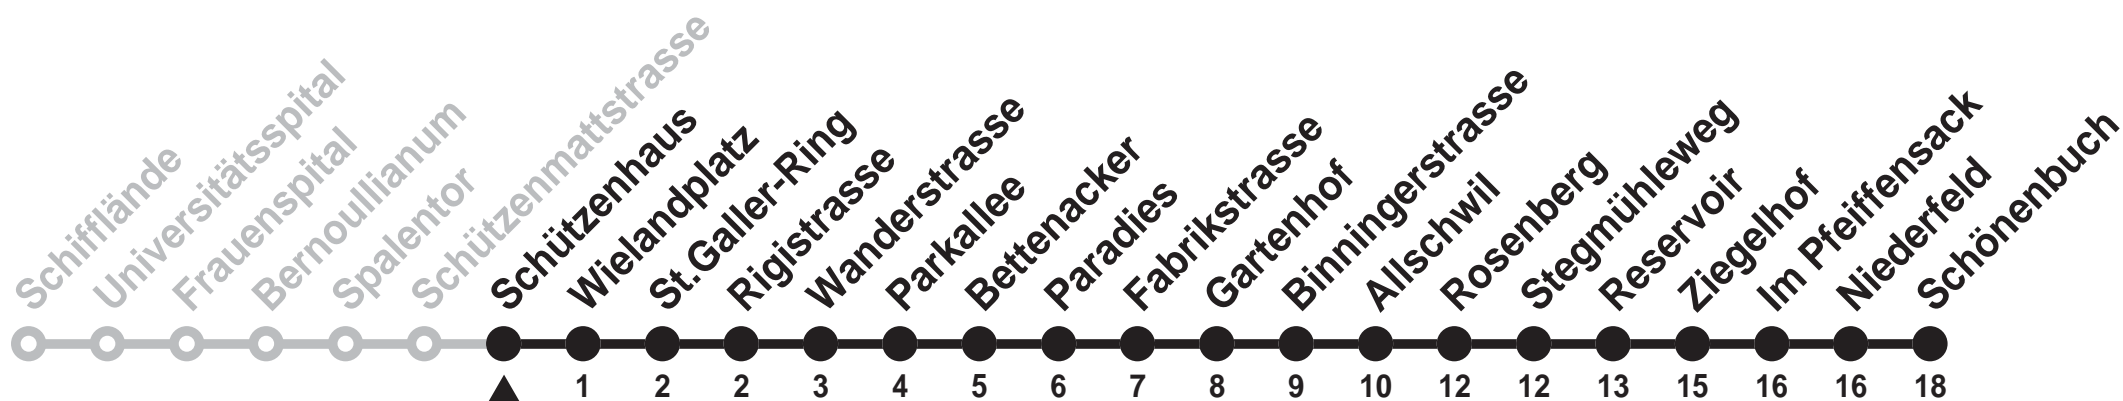 Schifflände
Universitätsspital
Frauenspital
Bernoullianum
Spalentor
Schützenmattstrasse
Schützenhaus
Wielandplatz
St.Galler-Ring
Rigistrasse
Wanderstrasse
Parkallee
Bettenacker
Paradies
Fabrikstrasse
Gartenhof
Binningerstrasse
Allschwil
Rosenberg
Stegmühleweg
Reservoir
Ziegelhof
Im Pfeiffensack
Niederfeld
Schönenbuch
1 2 2 3 4 5 6 7 8 9 10 12 12 13 15 16 16 18